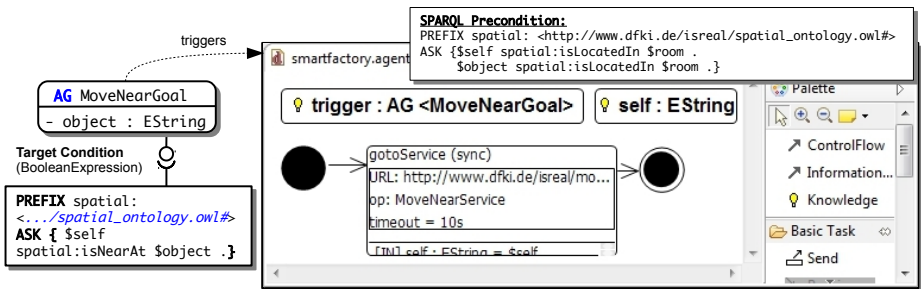 SPARQL Precondition:
PREFIX spatial: <http://www.dfki.de/isreal/spatial_ontology.owl#>
ASK {$self spatial:isLocatedIn $room .
$object spatial:isLocatedIn $room .}
triggers
smartfactory.agent
AG MoveNearGoal
- object : EString
Target Condition
(BooleanExpression)
PREFIX spatial:
<.../spatial_ontology.owl#>
ASK { $self
spatial:isNearAt $object .}
trigger : AG <MoveNearGoal>
self : EString
gotoService (sync)
URL: http://www.dfki.de/isreal/mo...
op: MoveNearService
timeout = 10s
[IN] self : EString = $self
Palette
ControlFlow
Information...
Knowledge
Basic Task
Send